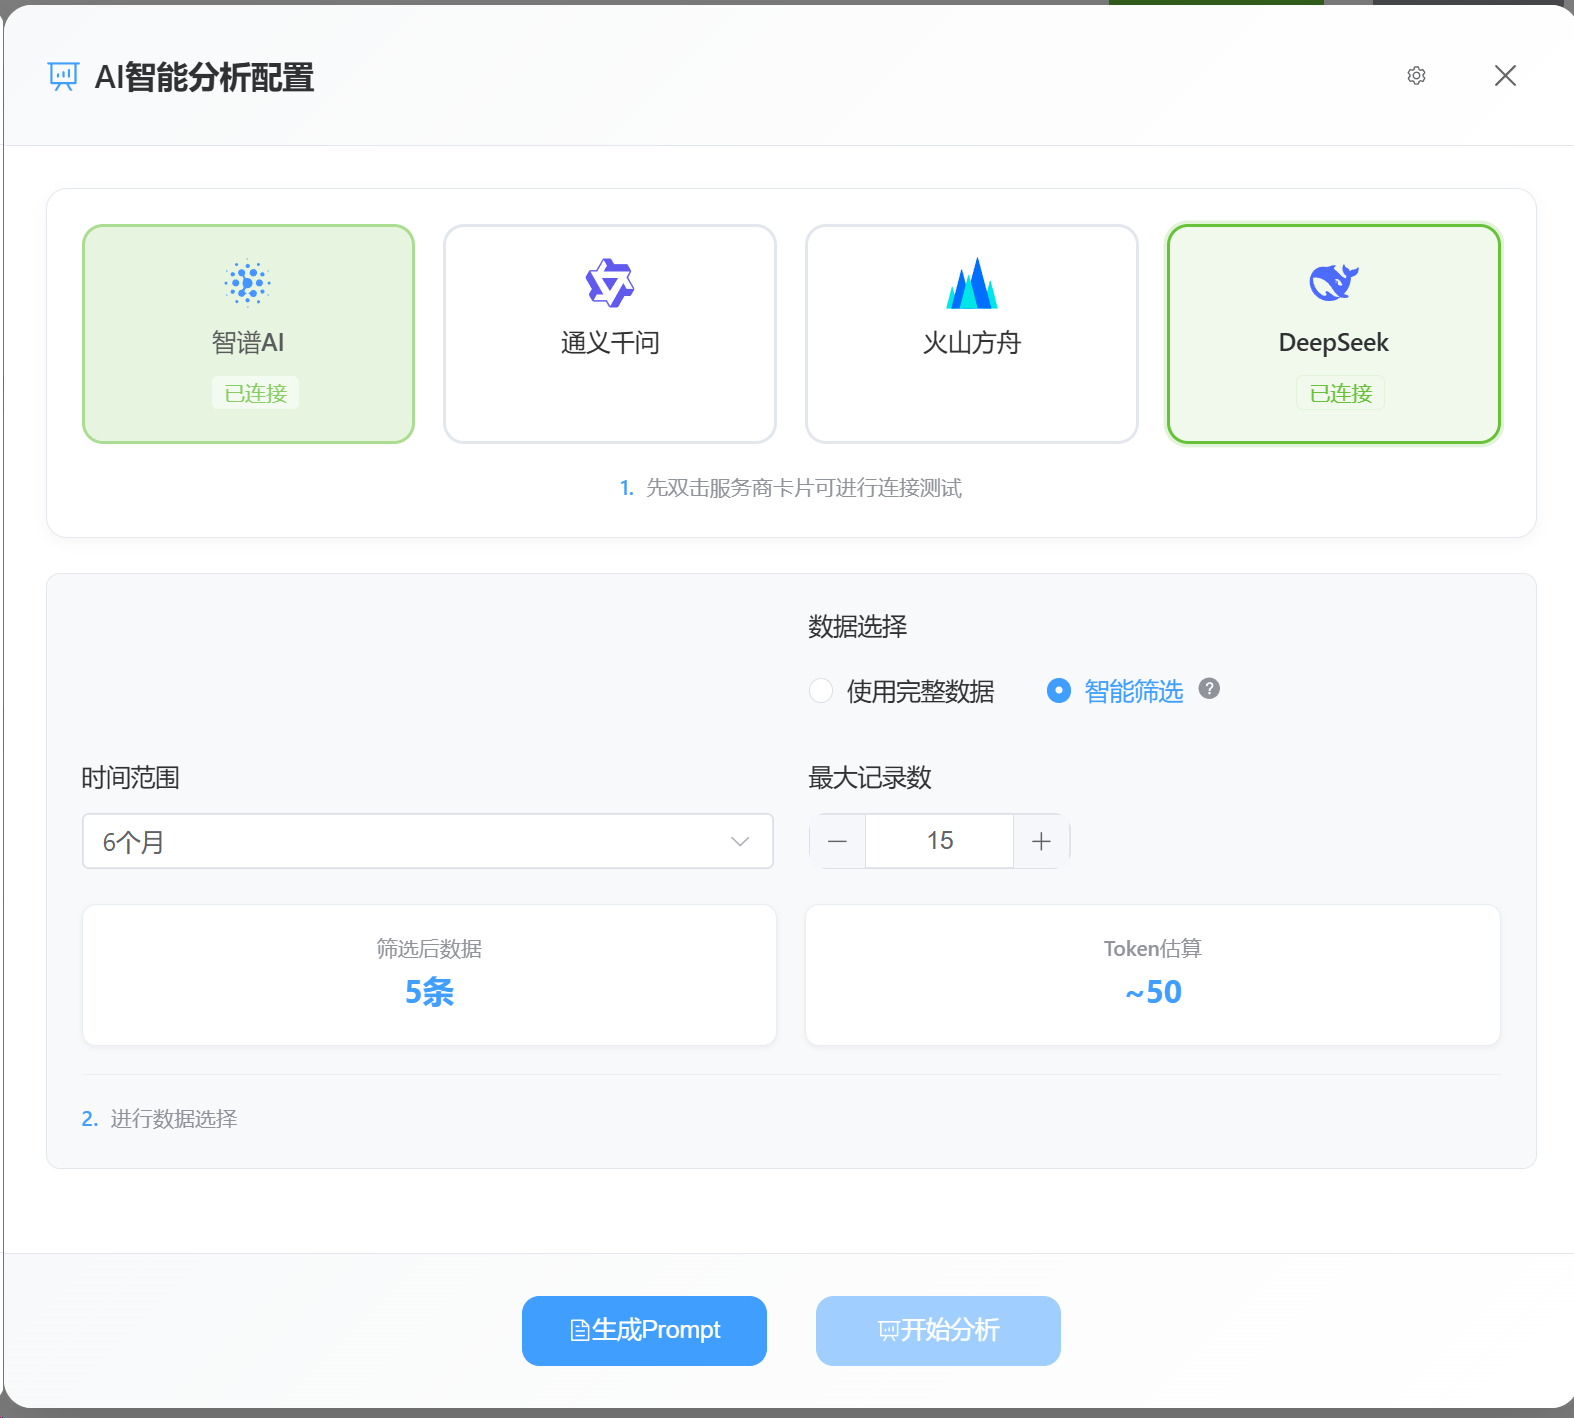 AI智能分析配置
智谱AI
已连接
通义千问
火山方舟
DeepSeek
已连接
1. 先双击服务商卡片可进行连接测试
数据选择
使用完整数据
智能筛选
?
时间范围
6个月
最大记录数
15
筛选后数据
5条
Token估算
~50
2. 进行数据选择
生成Prompt
开始分析